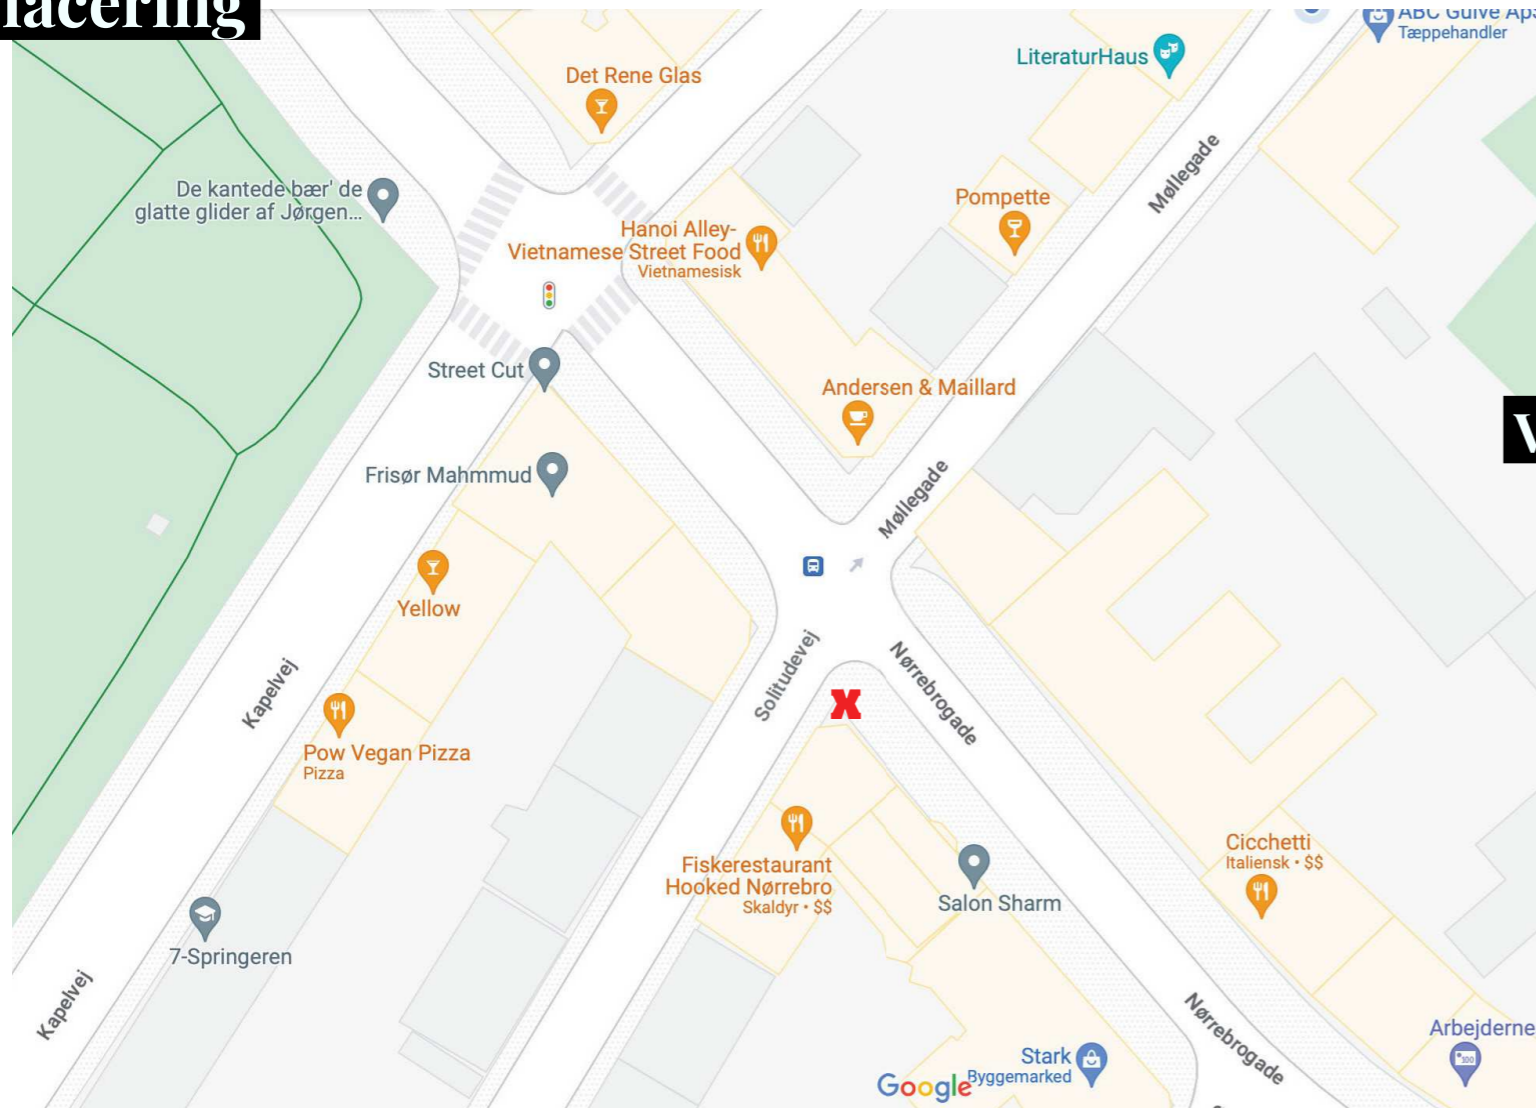 lacering
ABC Gulve ApS
Tæppehandler
LiteraturHaus
Det Rene Glas
Møllegade
De kantede bær' de
glatte glider af Jørgen...
Pompette
Hanoi Alley-
Vietnamese Street Food
Vietnamesisk
Street Cut
Andersen & Maillard
V
Frisør Mahmmud
Møllegade
Yellow
Solitudevej
Nørrebrogade
Kapelvej
X
Pow Vegan Pizza
Pizza
Fiskerestaurant
Hooked Nørrebro
Skaldyr • $$
Cicchetti
Italiensk • $$
Salon Sharm
7-Springeren
Kapelvej
Nørrebrogade
Arbejderne
Stark
Byggemarked
Google